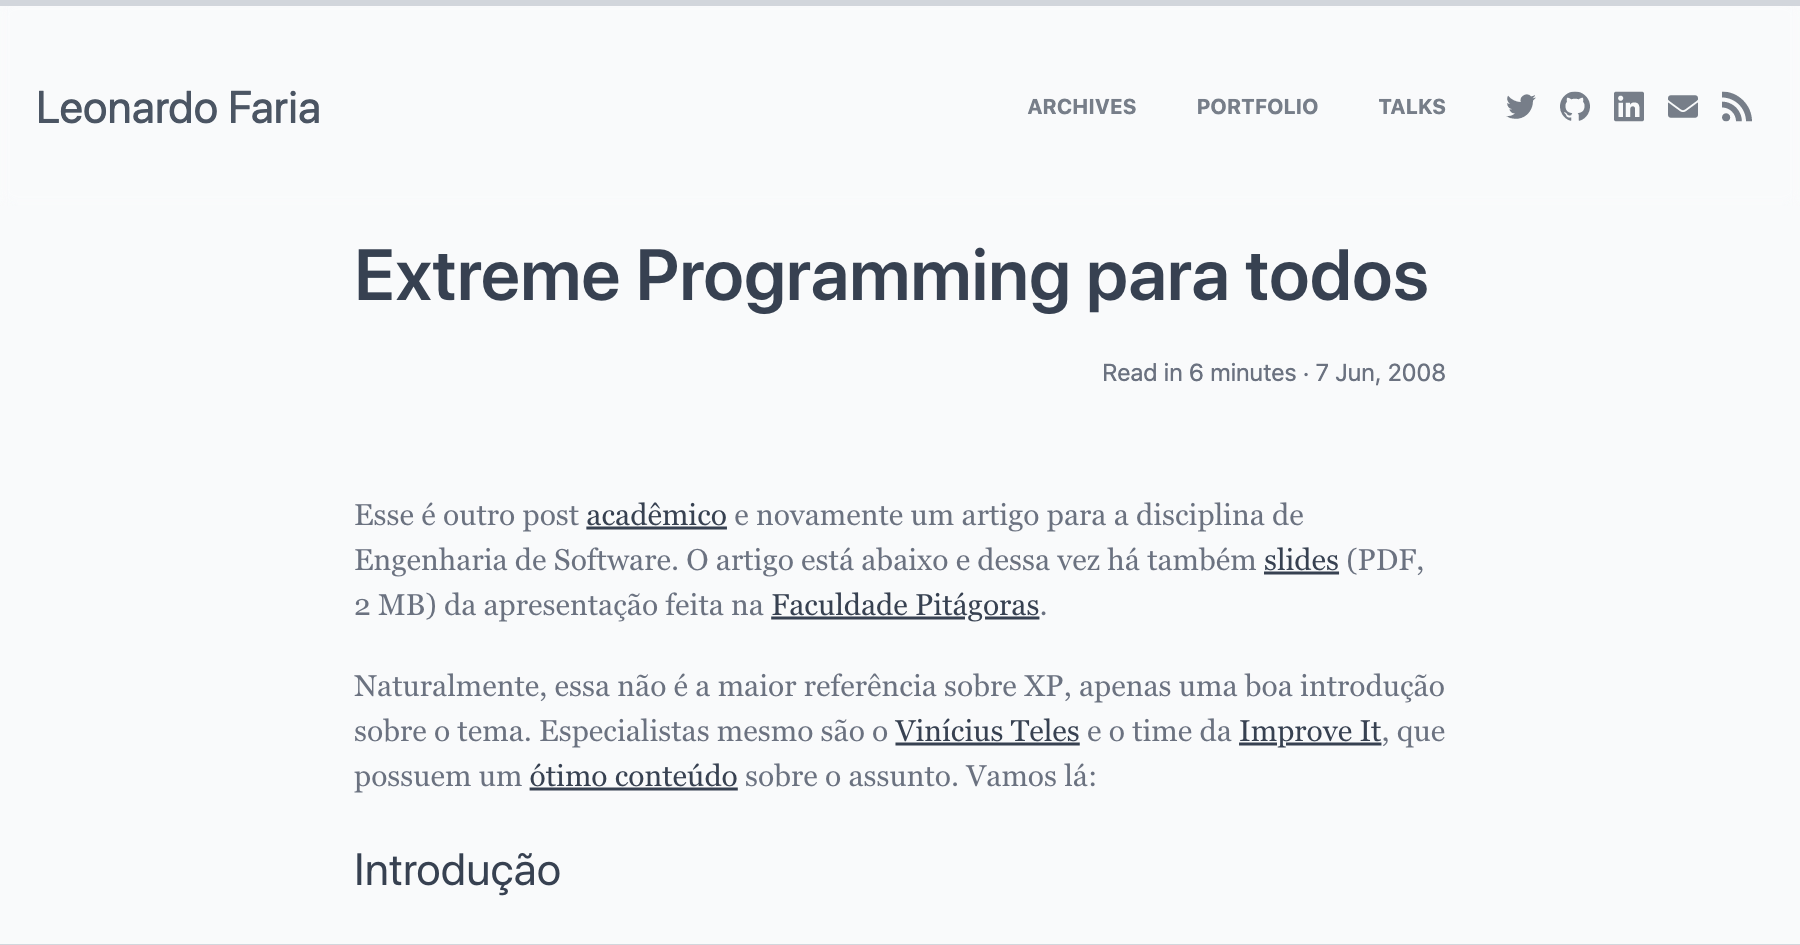 Leonardo Faria
ARCHIVES PORTFOLIO TALKS
Extreme Programming para todos
Read in 6 minutes · 7 Jun, 2008
Esse é outro post acadêmico e novamente um artigo para a disciplina de
Engenharia de Software. O artigo está abaixo e dessa vez há também slides (PDF,
2 MB) da apresentação feita na Faculdade Pitágoras.
Naturalmente, essa não é a maior referência sobre XP, apenas uma boa introdução
sobre o tema. Especialistas mesmo são o Vinícius Teles e o time da Improve It, que
possuem um ótimo conteúdo sobre o assunto. Vamos lá:
Introdução